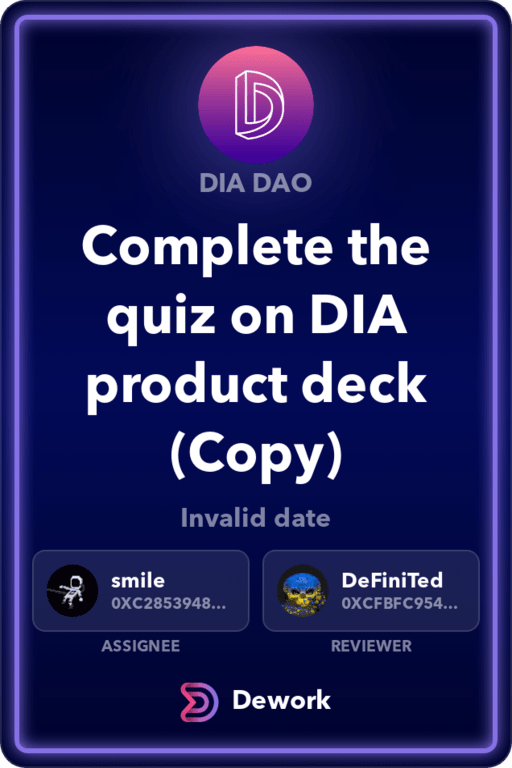 DIA DAO
Complete the
quiz on DIA
product deck
(Copy)
Invalid date
smile
0XC2853948...
ASSIGNEE
DeFiniTed
0XCFBFC954...
REVIEWER
Dework